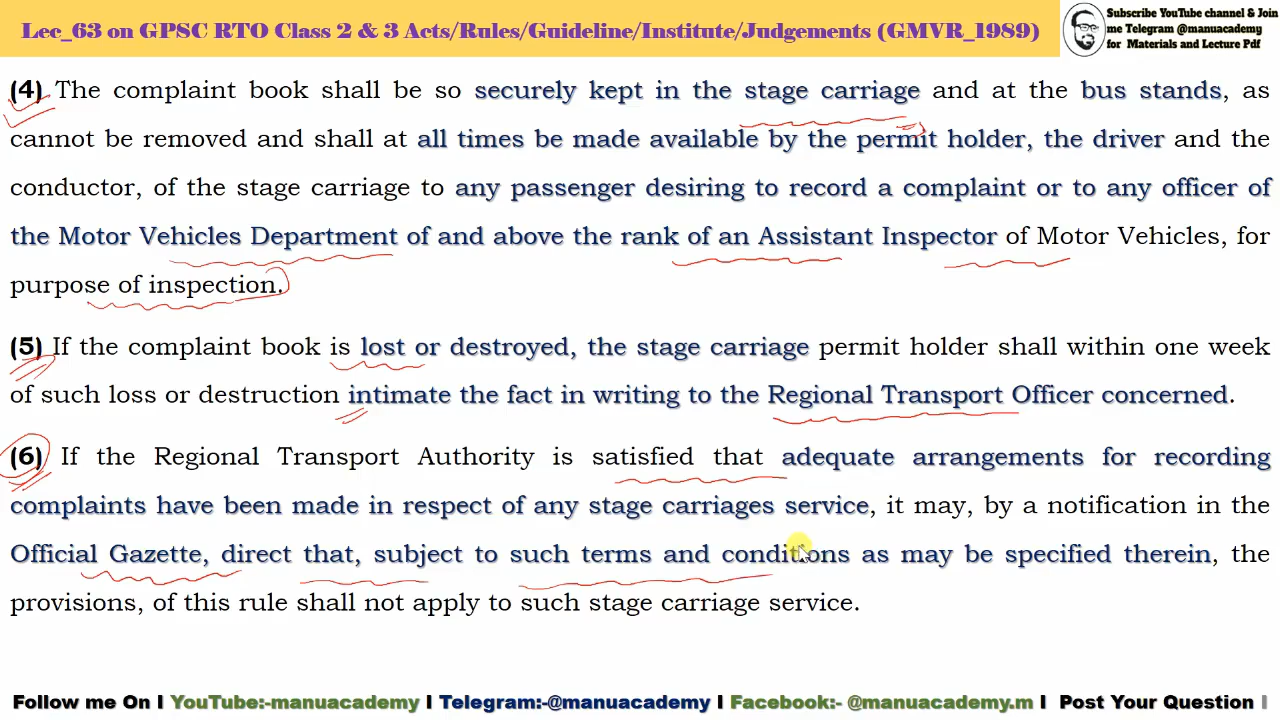 Lec_63 on GPSC RTO Class 2 & 3 Acts/Rules/Guideline/Institute/Judgements (GMVR_1989)
Subscribe YouTube channel & Join
me Telegram @manuacademy
for Materials and Lecture Pdf
(4) The complaint book shall be so securely kept in the stage carriage and at the bus stands, as
cannot be removed and shall at all times be made available by the permit holder, the driver and the
conductor, of the stage carriage to any passenger desiring to record a complaint or to any officer of
the Motor Vehicles Department of and above the rank of an Assistant Inspector of Motor Vehicles, for
purpose of inspection.
(5) If the complaint book is lost or destroyed, the stage carriage permit holder shall within one week
of such loss or destruction intimate the fact in writing to the Regional Transport Officer concerned.
(6) If the Regional Transport Authority is satisfied that adequate arrangements for recording
complaints have been made in respect of any stage carriages service, it may, by a notification in the
Official Gazette, direct that, subject to such terms and conditions as may be specified therein, the
provisions, of this rule shall not apply to such stage carriage service.
Follow me On I YouTube:-manuacademy I Telegram:-@manuacademy I Facebook:- @manuacademy.m I Post Your Question I